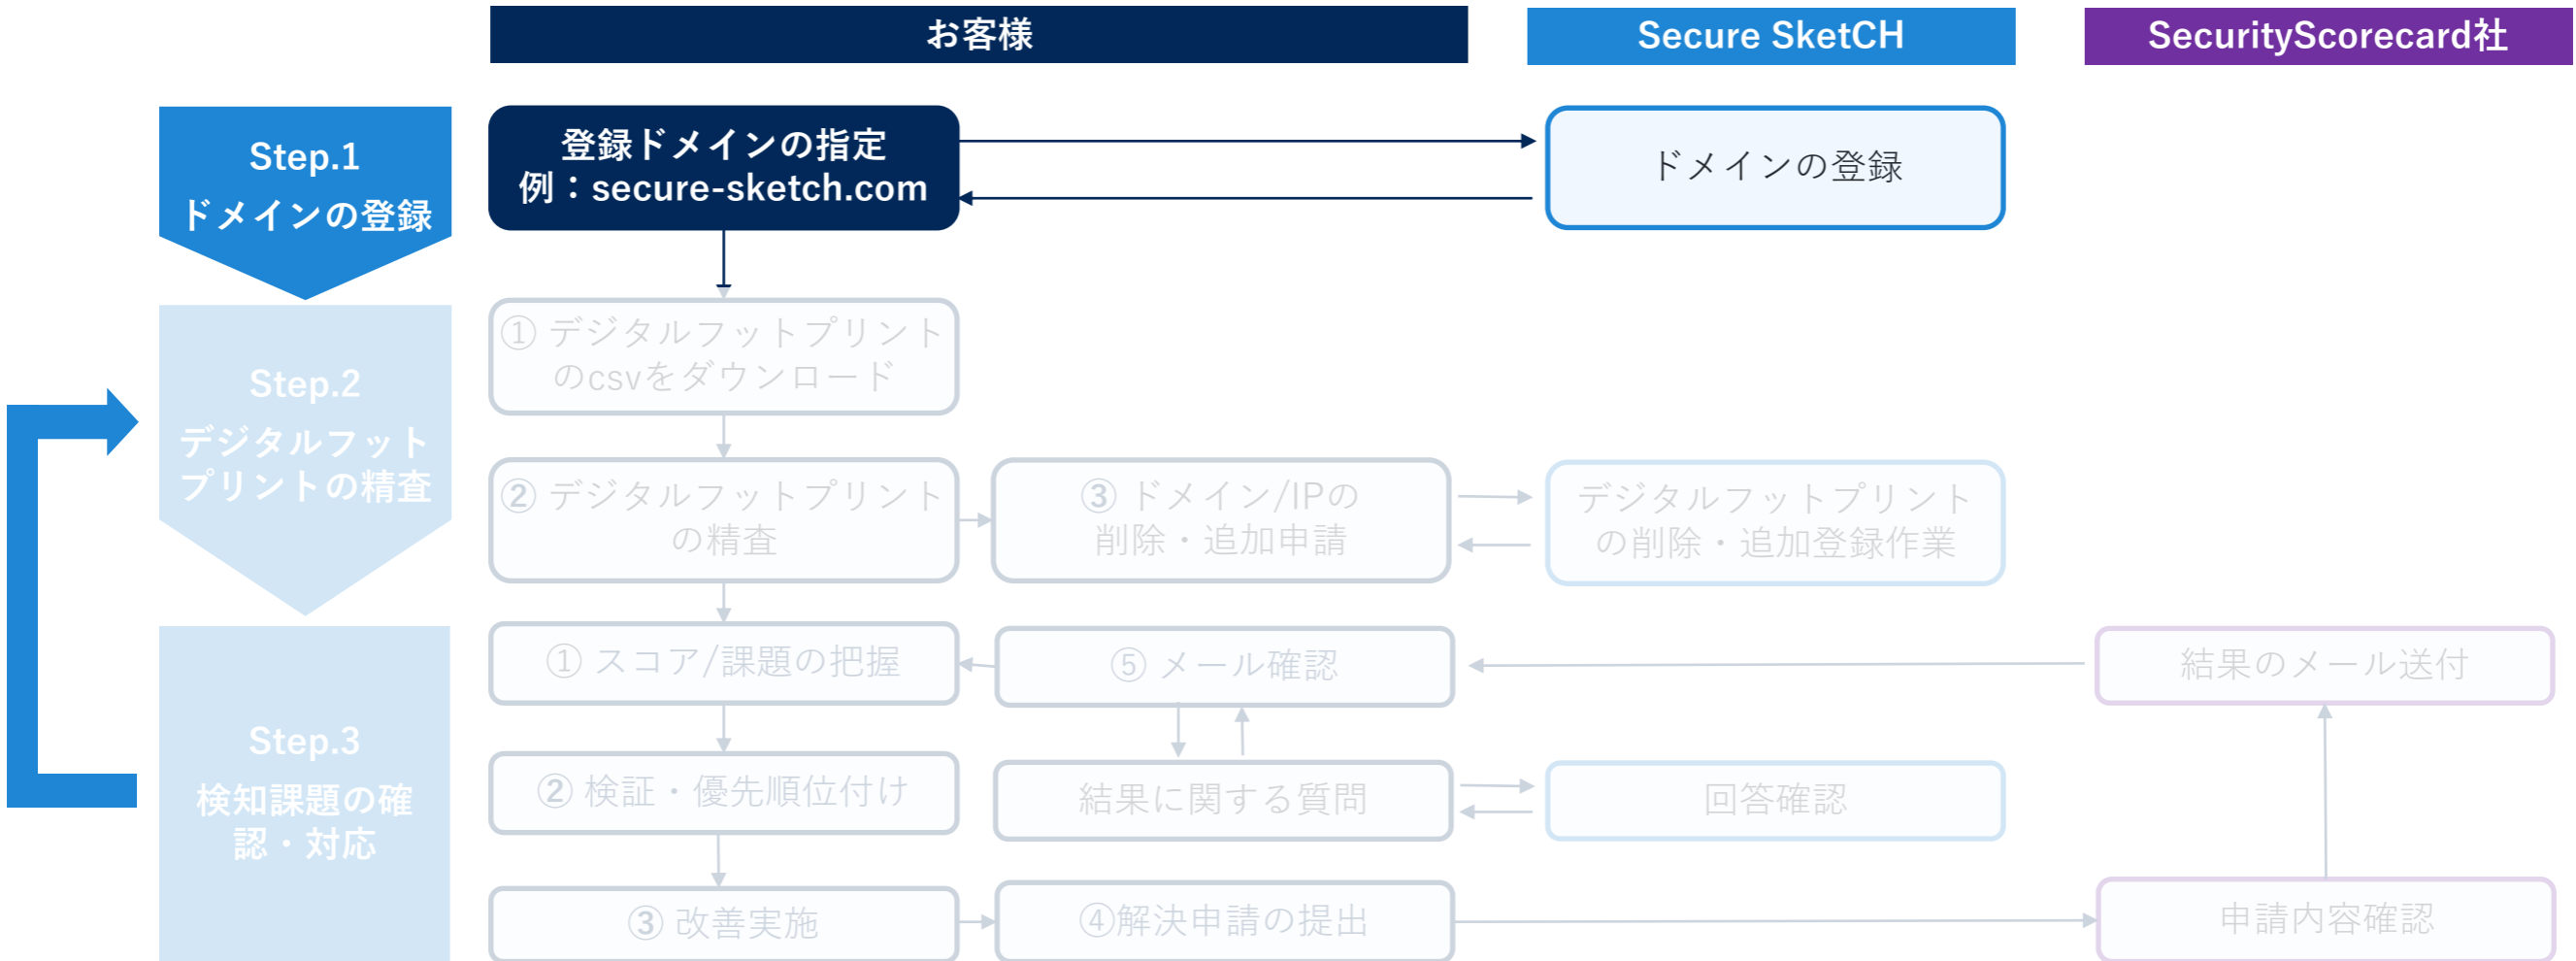 お客様
Secure SketCH
SecurityScorecard社
Step.1
ドメインの登録
登録ドメインの指定
例：secure-sketch.com
ドメインの登録
Step.2
デジタルフット
プリントの精査
① デジタルフットプリント
のcsvをダウンロード
② デジタルフットプリント
の精査
③ ドメイン/IPの
削除・追加申請
デジタルフットプリント
の削除・追加登録作業
Step.3
検知課題の確
認・対応
① スコア/課題の把握
⑤ メール確認
結果のメール送付
② 検証・優先順位付け
結果に関する質問
回答確認
③ 改善実施
④解決申請の提出
申請内容確認